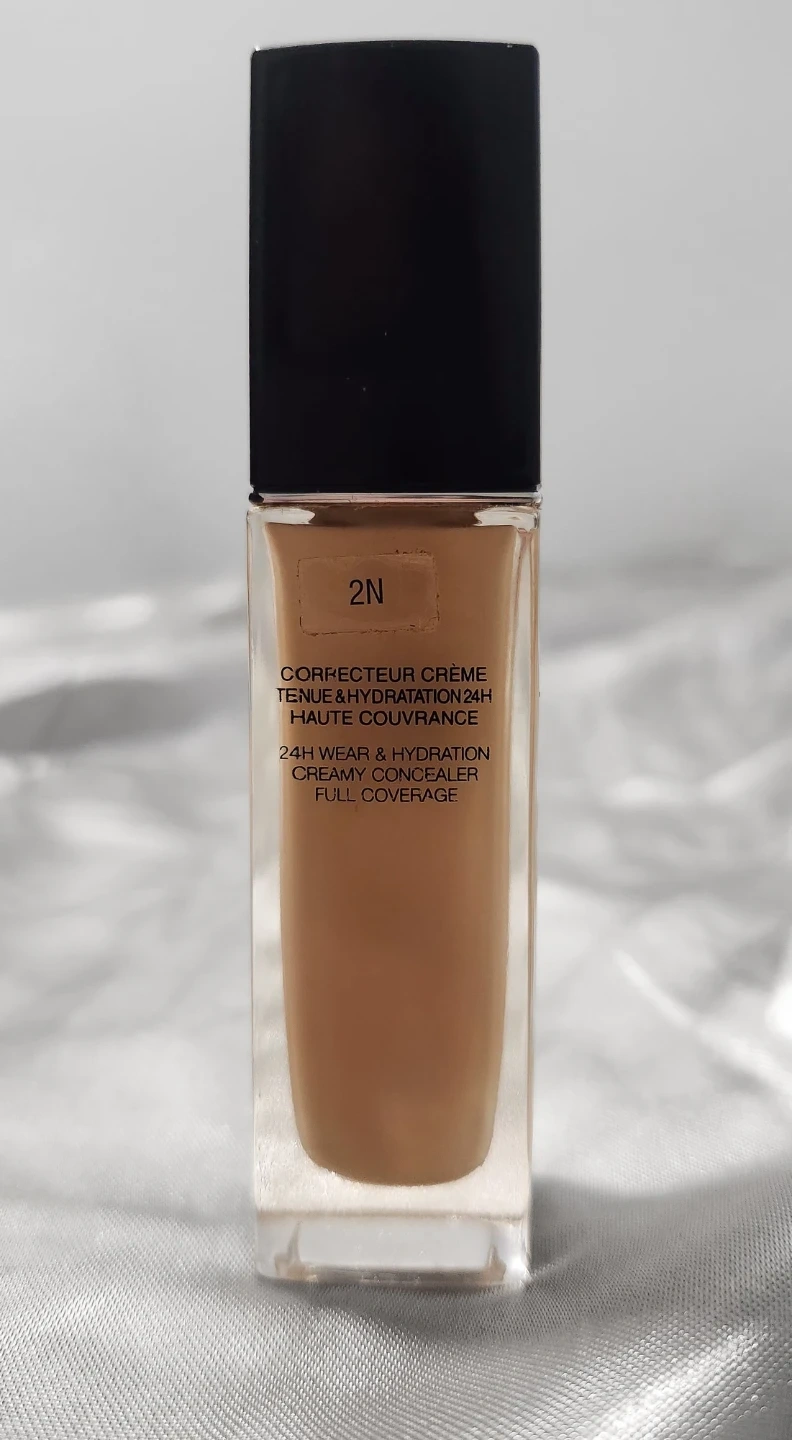 2N
CORRECTEUR CRÈME
TENUE & HYDRATATION 24H
HAUTE COUVRANCE
24H WEAR & HYDRATION
CREAMY CONCEALER
FULL COVERAGE